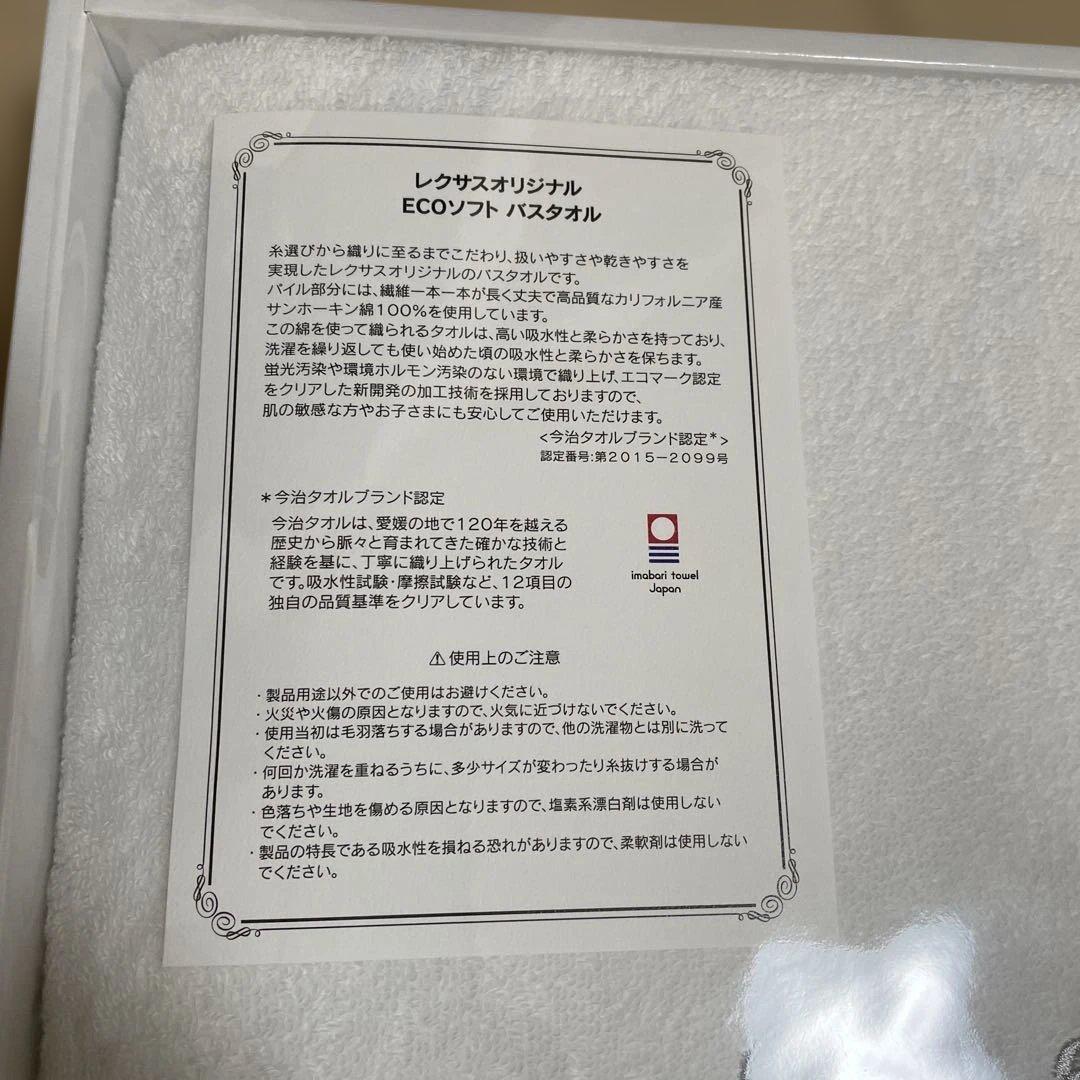 レクサスオリジナル
ECOソフト バスタオル
糸選びから織りに至るまでこだわり、扱いやすさや乾きやすさを
実現したレクサスオリジナルのバスタオルです。
パイル部分には、繊維一本一本が長く丈夫で高品質なカリフォルニア産
サンホーキン綿100%を使用しています。
この綿を使って織られるタオルは、高い吸水性と柔らかさを持っており、
洗濯を繰り返しても使い始めた頃の吸水性と柔らかさを保ちます。
蛍光汚染や環境ホルモン汚染のない環境で織り上げ、エコマーク認定
をクリアした新開発の加工技術を採用しておりますので、
肌の敏感な方やお子さまにも安心してご使用いただけます。
<今治タオルブランド認定*>
認定番号:第2015-2099号
*今治タオルブランド認定
今治タオルは、愛媛の地で120年を越える
歴史から脈々と育まれてきた確かな技術と
経験を基に、丁寧に織り上げられたタオル
です。吸水性試験・摩擦試験など、12項目の
独自の品質基準をクリアしています。
imabari towel
Japan
⚠使用上のご注意
・製品用途以外でのご使用はお避けください。
・火災や火傷の原因となりますので、火気に近づけないでください。
・使用当初は毛羽落ちする場合がありますので、他の洗濯物とは別に洗って
ください。
・何回か洗濯を重ねるうちに、多少サイズが変わったり糸抜けする場合が
あります。
・色落ちや生地を傷める原因となりますので、塩素系漂白剤は使用しない
でください。
・製品の特長である吸水性を損ねる恐れがありますので、柔軟剤は使用しない
でください。